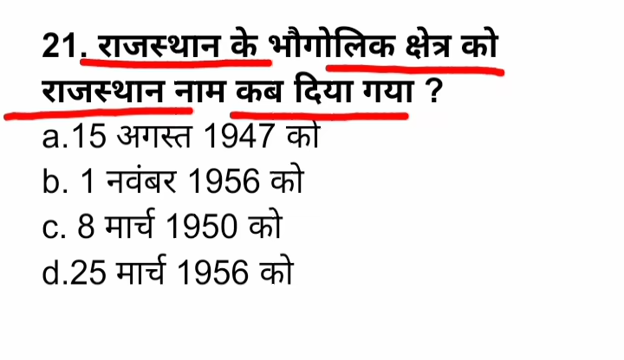 21. राजस्थान के भौगोलिक क्षेत्र को
राजस्थान नाम कब दिया गया ?
a.15 अगस्त 1947 को
b. 1 नवंबर 1956 को
c. 8 मार्च 1950 को
d.25 मार्च 1956 को